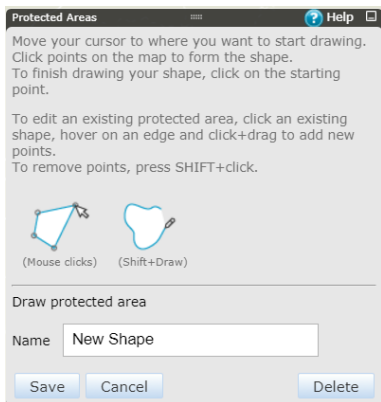 Protected Areas
Help
Move your cursor to where you want to start drawing.
Click points on the map to form the shape.
To finish drawing your shape, click on the starting
point.
To edit an existing protected area, click an existing
shape, hover on an edge and click+drag to add new
points.
To remove points, press SHIFT+click.
(Mouse clicks) (Shift+Draw)
Draw protected area
Name New Shape
Save Cancel Delete